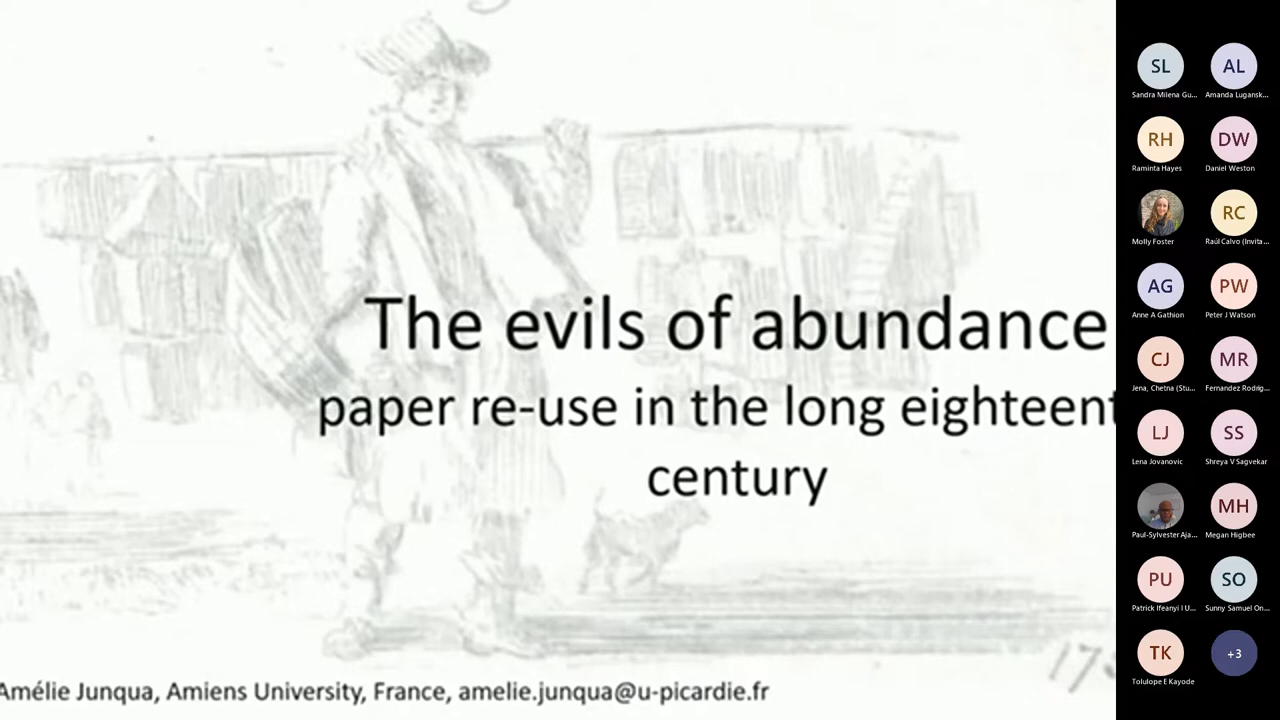 The evils of abundance
paper re-use in the long eighteent
century
Amélie Junqua, Amiens University, France, amelie.junqua@u-picardie.fr
SL
Sandra Milena Gu...
AL
Amanda Lugansk...
RH
Raminta Hayes
DW
Daniel Weston
Molly Foster
RC
Raúl Calvo (Invita...
AG
Anne A Gathion
PW
Peter J Watson
CJ
Jena, Chetna (Stu...
MR
Fernandez Rodrig...
LJ
Lena Jovanovic
SS
Shreya V Sagvekar
Paul-Sylvester Aja...
MH
Megan Higbee
PU
Patrick Ifeanyi I U...
SO
Sunny Samuel On...
TK
Tolulope E Kayode
+3